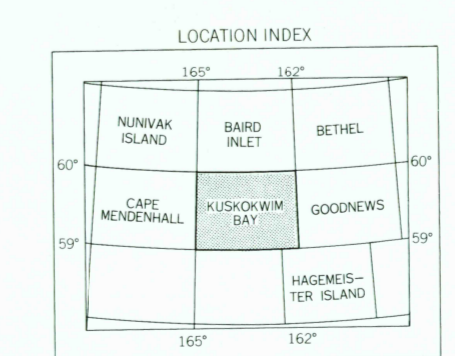 LOCATION INDEX
165° 162°
NUNIVAK
ISLAND
BAIRD
INLET
BETHEL
60° 60°
CAPE
MENDENHALL
KUSKOKWIM
BAY
GOODNEWS
59° 59°
HAGEMEIS–
TER ISLAND
165° 162°